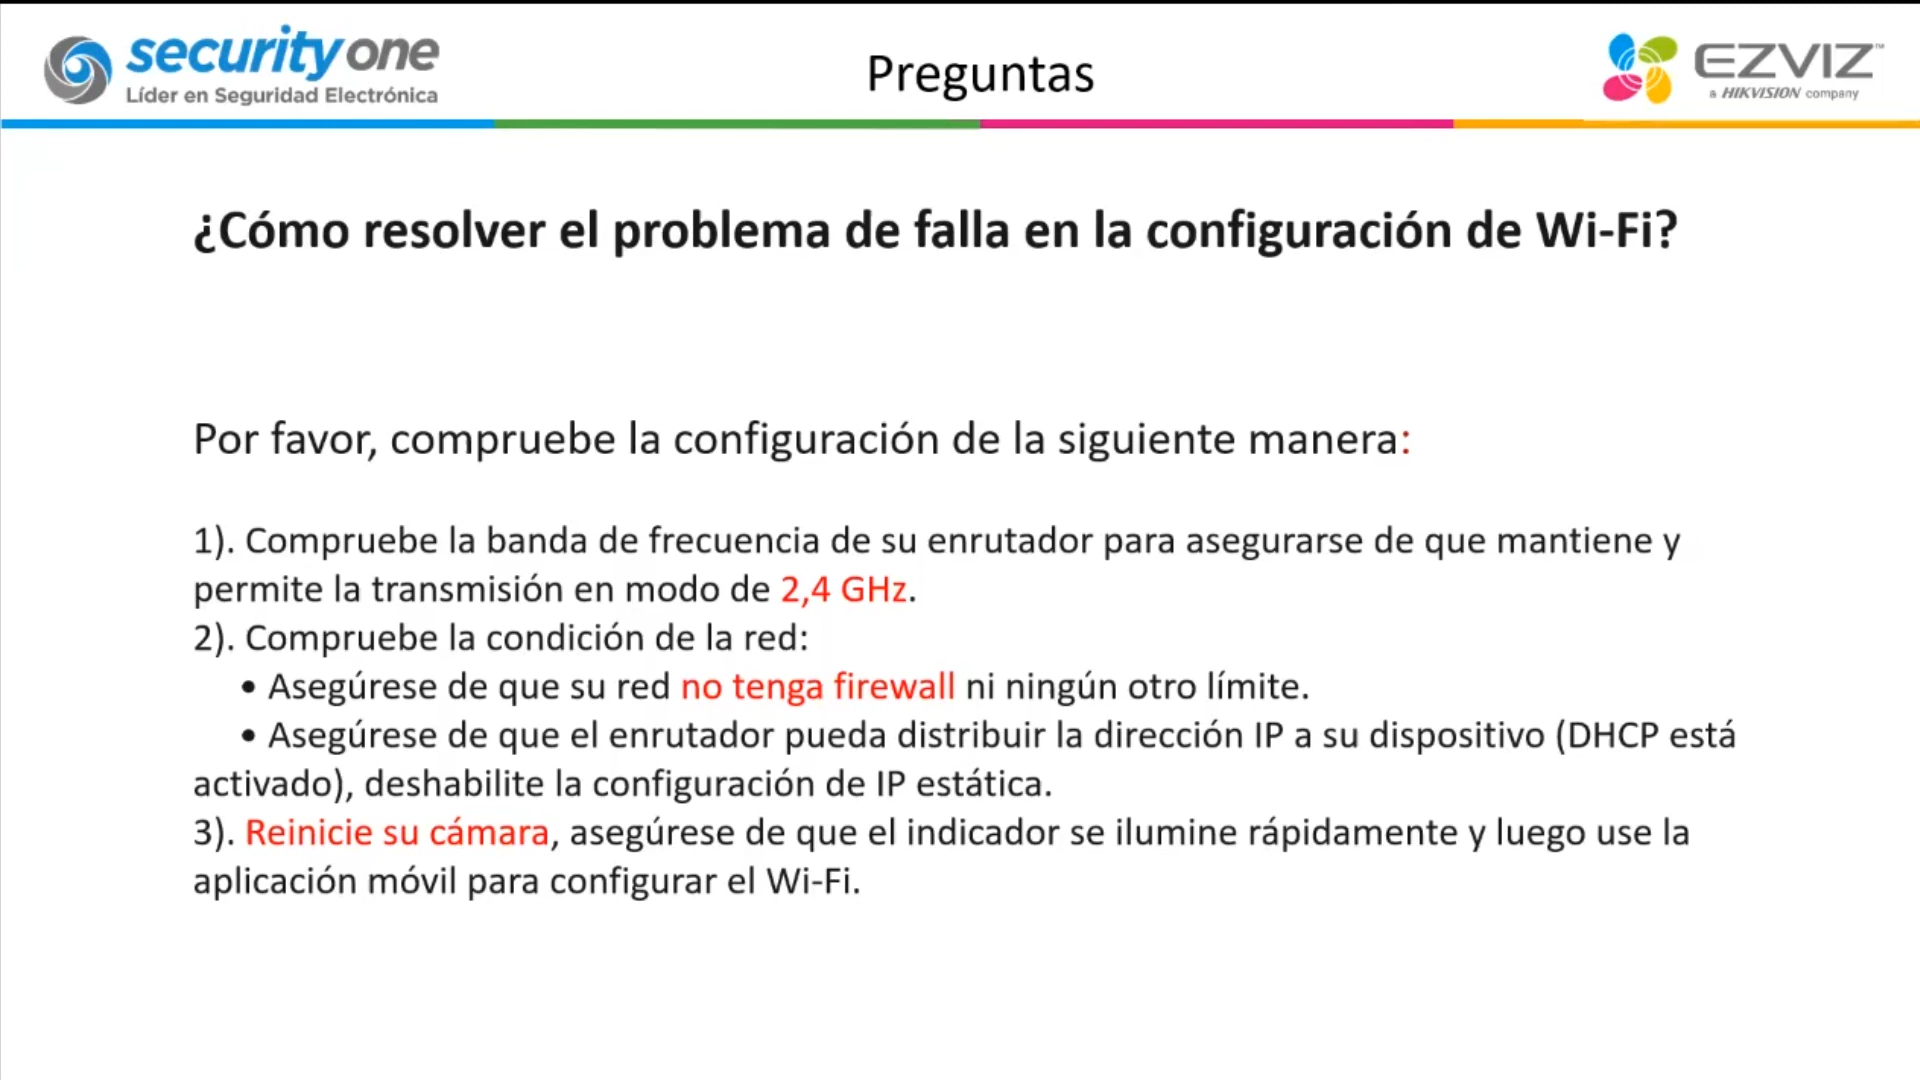 securityone
Líder en Seguridad Electrónica
Preguntas
EZVIZ™
a HIKVISION company
¿Cómo resolver el problema de falla en la configuración de Wi-Fi?
Por favor, compruebe la configuración de la siguiente manera:
1). Compruebe la banda de frecuencia de su enrutador para asegurarse de que mantiene y
permite la transmisión en modo de 2,4 GHz.
2). Compruebe la condición de la red:
• Asegúrese de que su red no tenga firewall ni ningún otro límite.
• Asegúrese de que el enrutador pueda distribuir la dirección IP a su dispositivo (DHCP está
activado), deshabilite la configuración de IP estática.
3). Reinicie su cámara, asegúrese de que el indicador se ilumine rápidamente y luego use la
aplicación móvil para configurar el Wi-Fi.